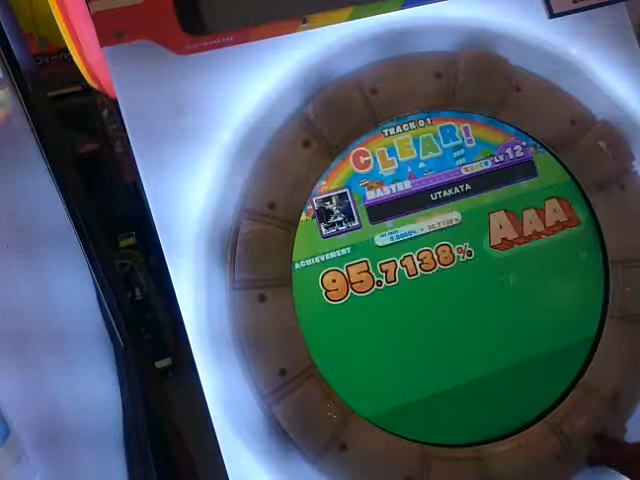 TRACK 01
CLEAR!
MASTER
LV 12+
UTAKATA
ACHIEVEMENT
95.7138%
AAA